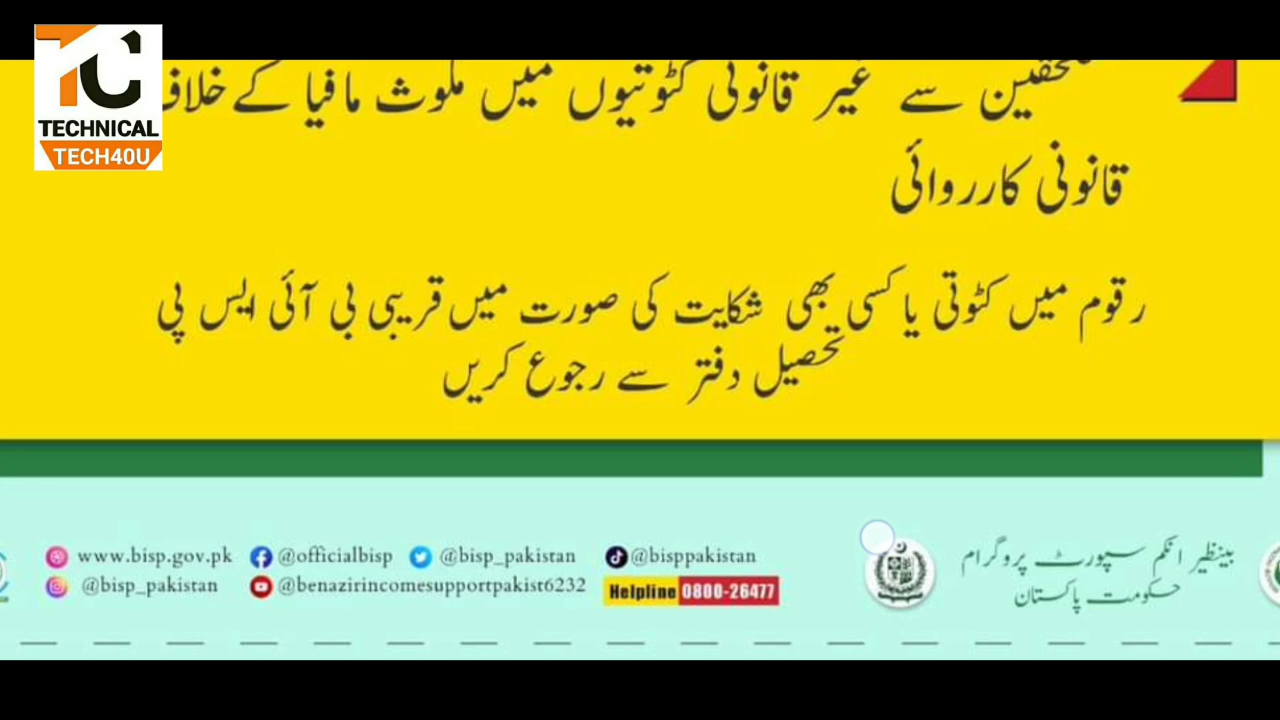 TC
TECHNICAL
TECH40U
سے غیر قانونی کٹوتیوں میں ملوث مافیا کے خلاف
قانونی کارروائی
رقوم میں کٹوتی یا کسی بھی شکایت کی صورت میں قریبی بی آئی ایس پی
تحصیل دفتر سے رجوع کریں
www.bisp.gov.pk @officialbisp @bisp_pakistan @bisppakistan
@bisp_pakistan @benazirincomesupportpakist6232 Helpline 0800-26477
بینظیر انکم سپورٹ پروگرام
حکومت پاکستان